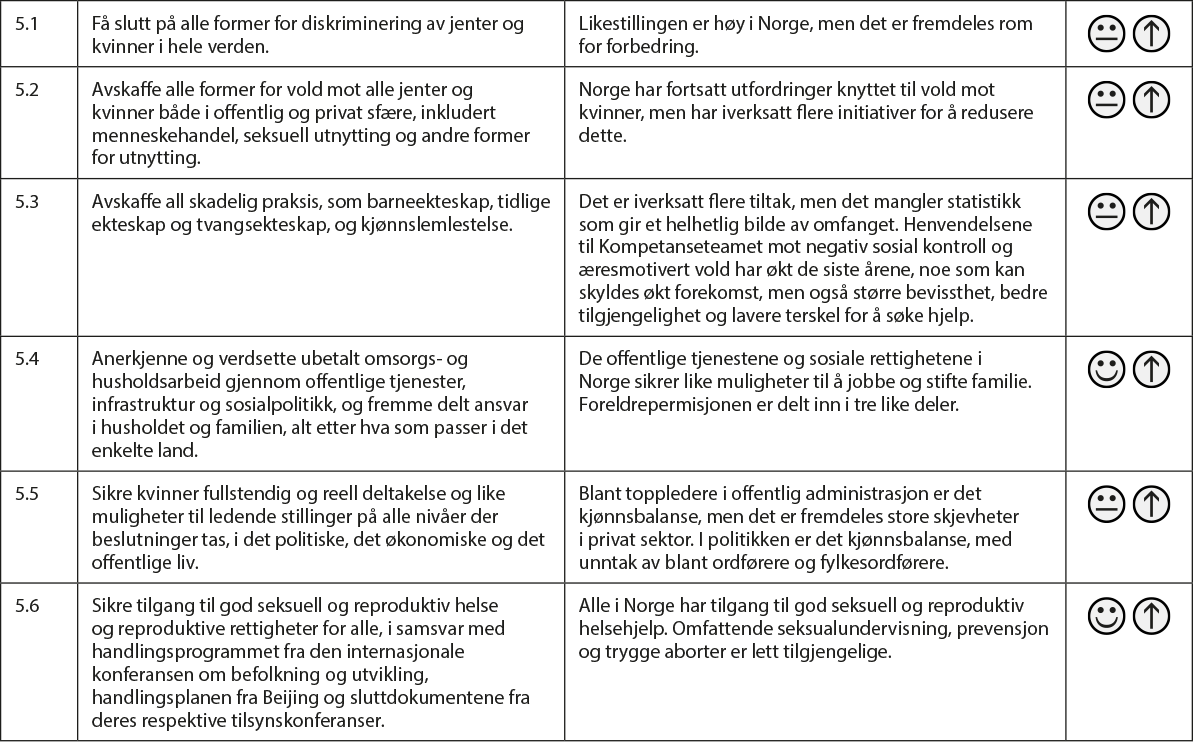 5.1
Få slutt på alle former for diskriminering av jenter og
kvinner i hele verden.
Likestillingen er høy i Norge, men det er fremdeles rom
for forbedring.
5.2
Avskaffe alle former for vold mot alle jenter og
kvinner både i offentlig og privat sfære, inkludert
menneskehandel, seksuell utnytting og andre former
for utnytting.
Norge har fortsatt utfordringer knyttet til vold mot
kvinner, men har iverksatt flere initiativer for å redusere
dette.
5.3
Avskaffe all skadelig praksis, som barneekteskap, tidlige
ekteskap og tvangsekteskap, og kjønnslemlestelse.
Det er iverksatt flere tiltak, men det mangler statistikk
som gir et helhetlig bilde av omfanget. Henvendelsene
til Kompetanseteamet mot negativ sosial kontroll og
æresmotivert vold har økt de siste årene, noe som kan
skyldes økt forekomst, men også større bevissthet, bedre
tilgjengelighet og lavere terskel for å søke hjelp.
5.4
Anerkjenne og verdsette ubetalt omsorgs- og
husholdsarbeid gjennom offentlige tjenester,
infrastruktur og sosialpolitikk, og fremme delt ansvar
i husholdet og familien, alt etter hva som passer i det
enkelte land.
De offentlige tjenestene og sosiale rettighetene i
Norge sikrer like muligheter til å jobbe og stifte familie.
Foreldrepermisjonen er delt inn i tre like deler.
5.5
Sikre kvinner fullstendig og reell deltakelse og like
muligheter til ledende stillinger på alle nivåer der
beslutninger tas, i det politiske, det økonomiske og det
offentlige liv.
Blant toppledere i offentlig administrasjon er det
kjønnsbalanse, men det er fremdeles store skjevheter
i privat sektor. I politikken er det kjønnsbalanse, med
unntak av blant ordførere og fylkesordførere.
5.6
Sikre tilgang til god seksuell og reproduktiv helse
og reproduktive rettigheter for alle, i samsvar med
handlingsprogrammet fra den internasjonale
konferansen om befolkning og utvikling,
handlingsplanen fra Beijing og sluttdokumentene fra
deres respektive tilsynskonferanser.
Alle i Norge har tilgang til god seksuell og reproduktiv
helsehjelp. Omfattende seksualundervisning, prevensjon
og trygge aborter er lett tilgjengelige.